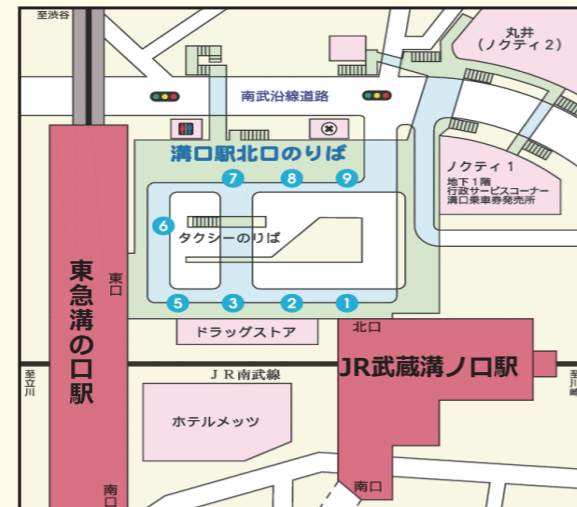 至渋谷
丸井
(ノクティ2)
南武沿線道路
溝口駅北口のりば
7
8
9
ノクティ1
地下1階
行政サービスコーナー
溝口乗車券発売所
6
タクシーのりば
東急溝の口駅
東口
5
3
2
1
北口
ドラッグストア
至立川
JR南武線
JR武蔵溝ノ口駅
至川崎
ホテルメッツ
南口
南口